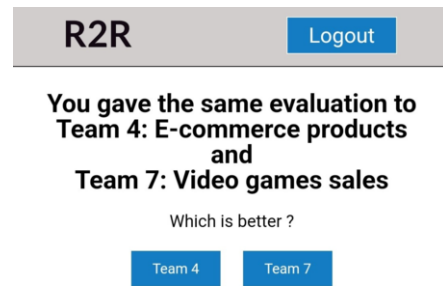 R2R
Logout
You gave the same evaluation to
Team 4: E-commerce products
and
Team 7: Video games sales
Which is better ?
Team 4
Team 7